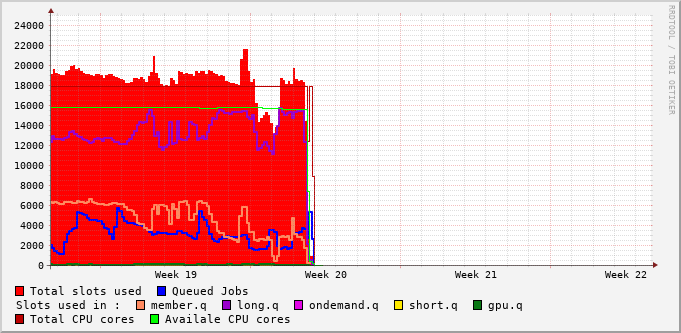 24000
22000
20000
18000
16000
14000
12000
10000
8000
6000
4000
2000
0
Week 19 Week 20 Week 21 Week 22
RRDTOOL / TOBI OETIKER
Total slots used Queued Jobs
Slots used in : member.q long.q ondemand.q short.q gpu.q
Total CPU cores Availale CPU cores